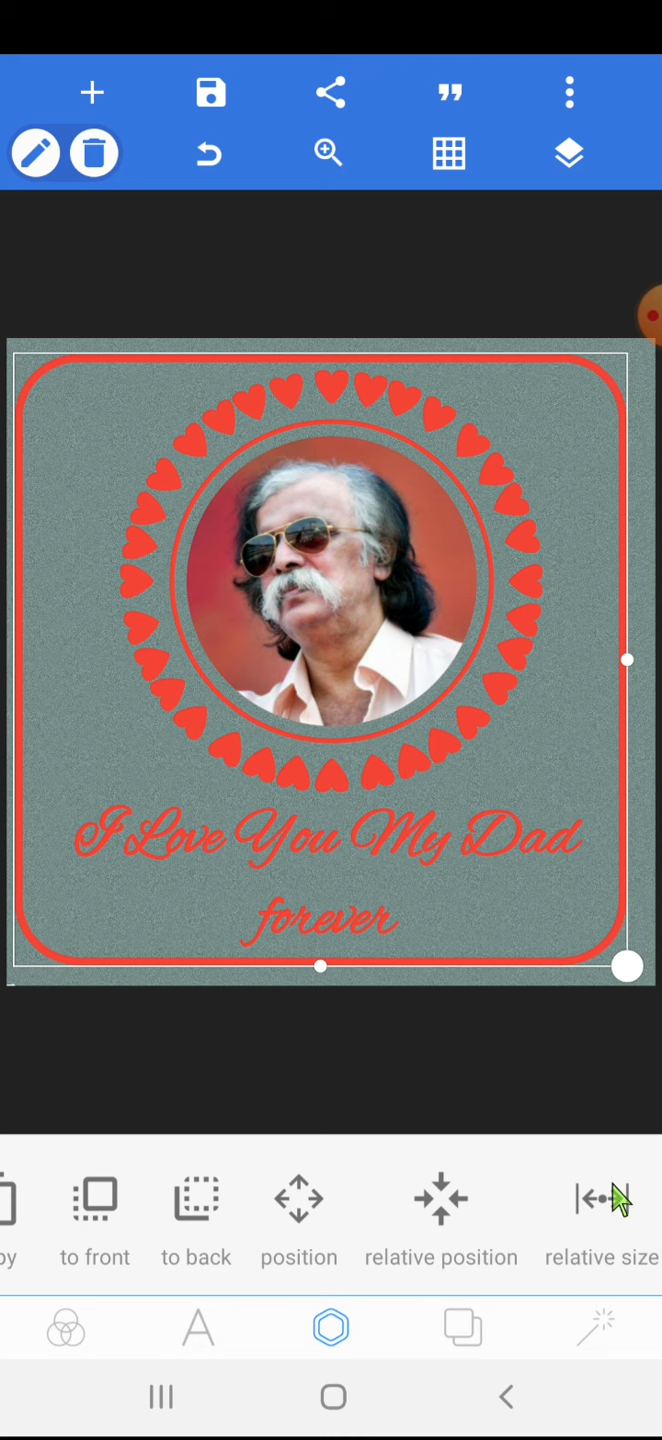 I Love You My Dad
forever
py
to front
to back
position
relative position
relative size